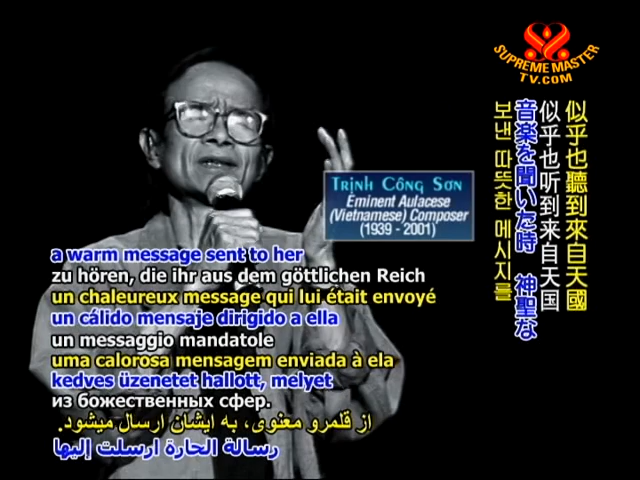 SUPREME MASTER
TV.COM
Trịnh Công Sơn
Eminent Aulacese
(Vietnamese) Composer
(1939 - 2001)
a warm message sent to her
zu hören, die ihr aus dem göttlichen Reich
un chaleureux message qui lui était envoyé
un cálido mensaje dirigido a ella
un messaggio mandatole
uma calorosa mensagem enviada à ela
kedves üzenetet hallott, melyet
из божественных сфер.
از قلمرو معنوی، به ایشان ارسال میشود.
رسالة الحارة ارسلت إليها
似乎也聽到來自天國
似乎也听到来自天国
音楽を聞いた時 神聖な
보낸 따뜻한 메시지를